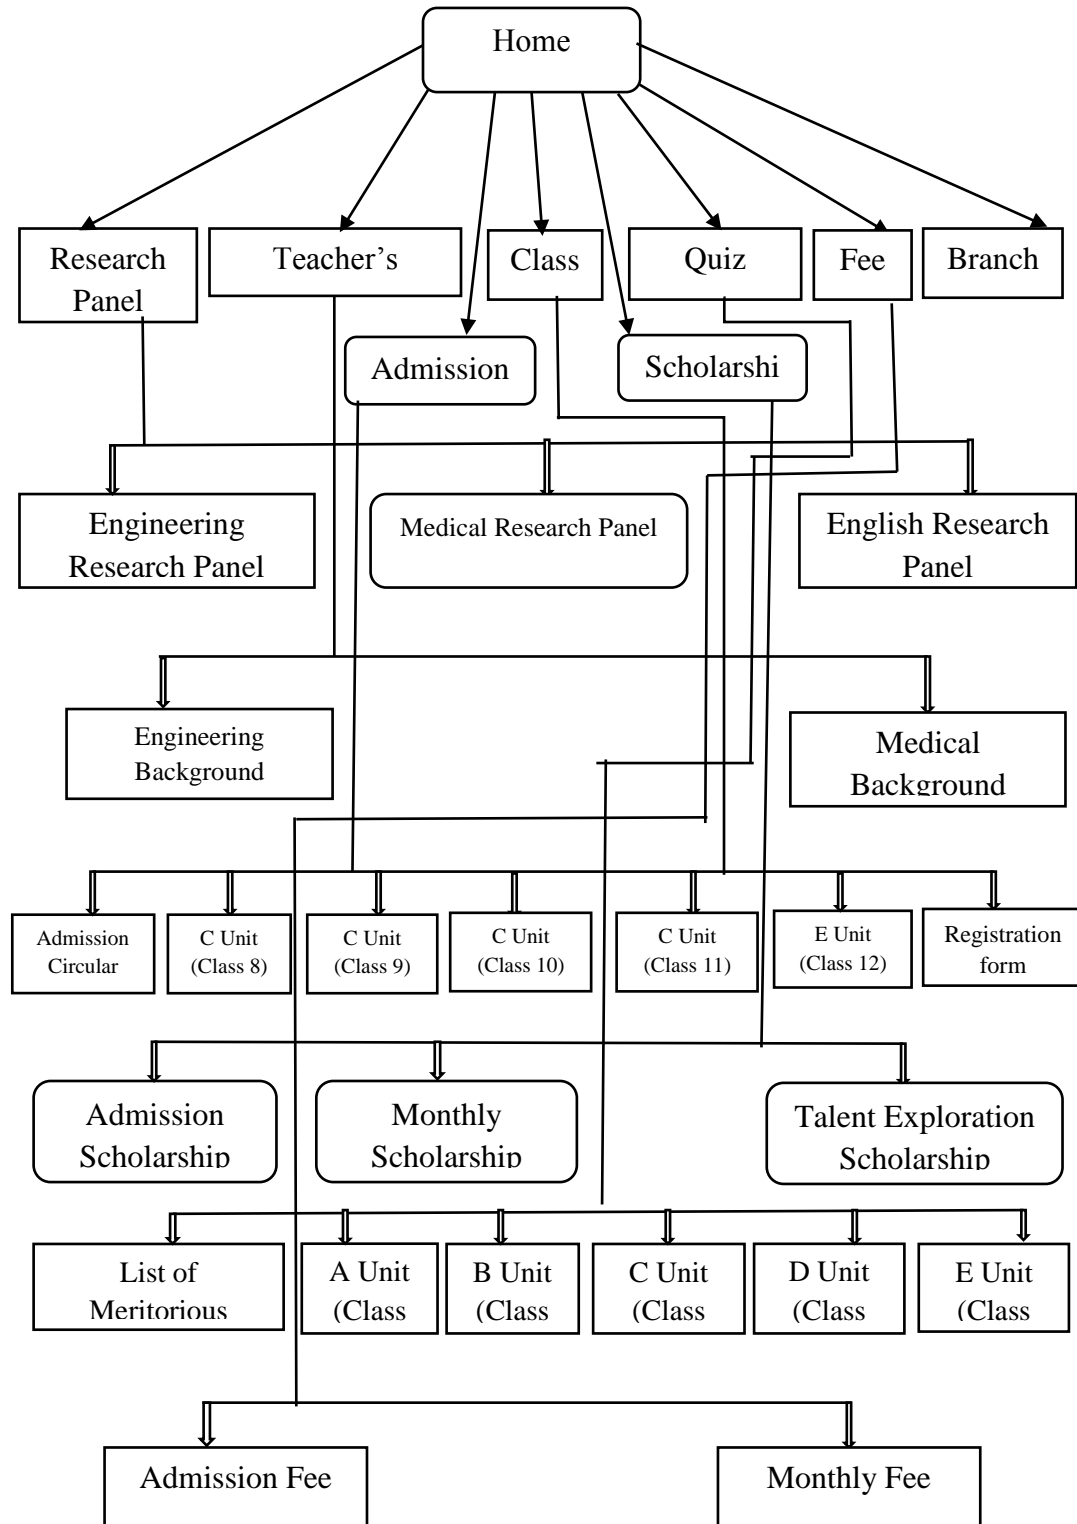 Home
Research
Panel
Teacher’s
Class
Quiz
Fee
Branch
Admission
Scholarshi
Engineering
Research Panel
Medical Research Panel
English Research
Panel
Engineering
Background
Medical
Background
Admission
Circular
C Unit
(Class 8)
C Unit
(Class 9)
C Unit
(Class 10)
C Unit
(Class 11)
E Unit
(Class 12)
Registration
form
Admission
Scholarship
Monthly
Scholarship
Talent Exploration
Scholarship
List of
Meritorious
A Unit
(Class
B Unit
(Class
C Unit
(Class
D Unit
(Class
E Unit
(Class
Admission Fee
Monthly Fee